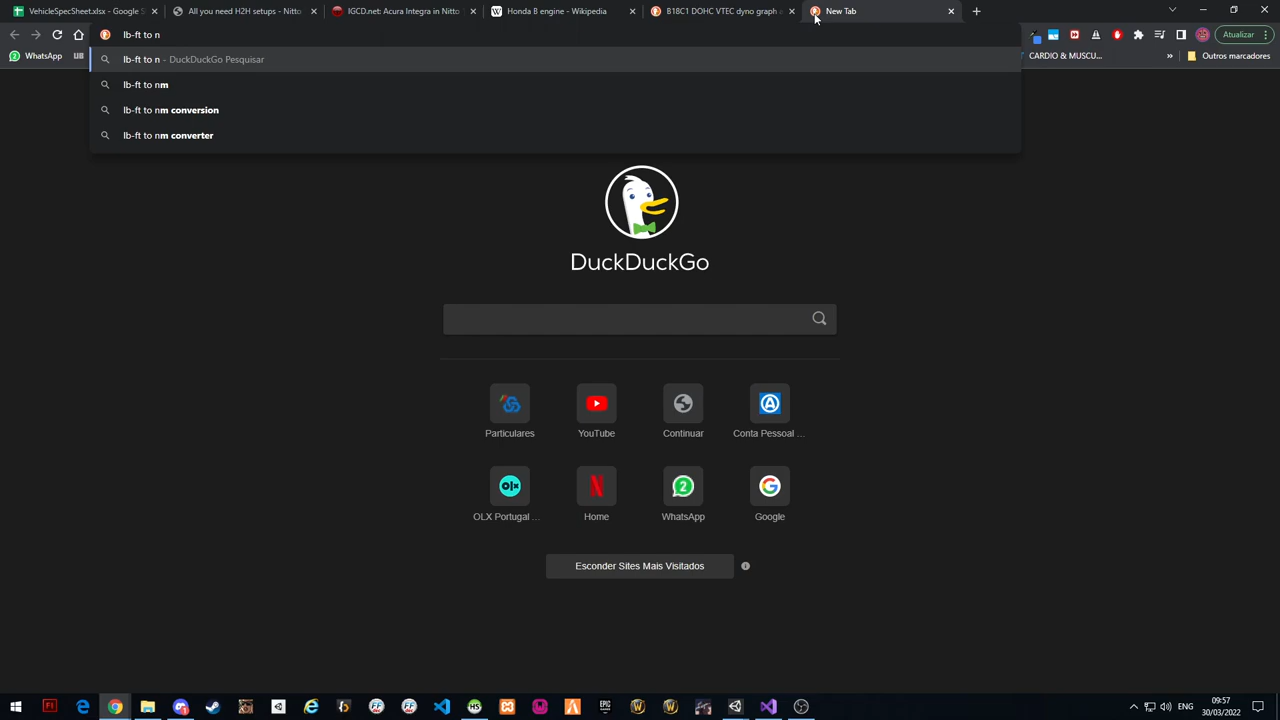 VehicleSpecSheet.xlsx - Google S
All you need H2H setups - Nitto
IGCD.net: Acura Integra in Nitto
Honda B engine - Wikipedia
B18C1 DOHC VTEC dyno graph
New Tab
lb-ft to n
Atualizar
WhatsApp
CARDIO & MUSCU...
»
Outros marcadores
lb-ft to n - DuckDuckGo Pesquisar
lb-ft to nm
lb-ft to nm conversion
lb-ft to nm converter
DuckDuckGo
Particulares
YouTube
Continuar
Conta Pessoal ...
OLX Portugal ...
Home
WhatsApp
Google
Esconder Sites Mais Visitados
ENG
09:57
30/03/2022